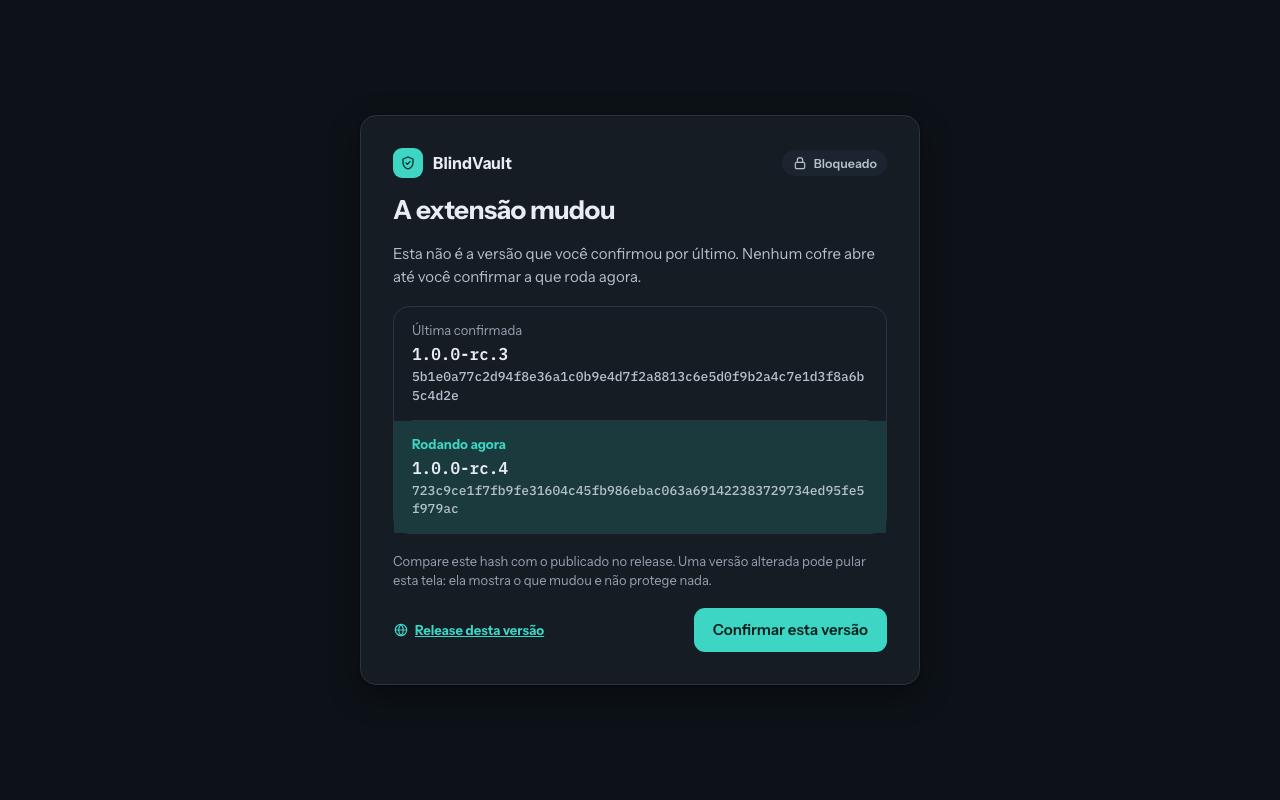 BlindVault
Bloqueado
A extensão mudou
Esta não é a versão que você confirmou por último. Nenhum cofre abre
até você confirmar a que roda agora.
Última confirmada
1.0.0-rc.3
5b1e0a77c2d94f8e36a1c0b9e4d7f2a8813c6e5d0f9b2a4c7e1d3f8a6b
5c4d2e
Rodando agora
1.0.0-rc.4
723c9ce1f7fb9fe31604c45fb986ebac063a691422383729734ed95fe5
f979ac
Compare este hash com o publicado no release. Uma versão alterada pode pular
esta tela: ela mostra o que mudou e não protege nada.
Release desta versão
Confirmar esta versão